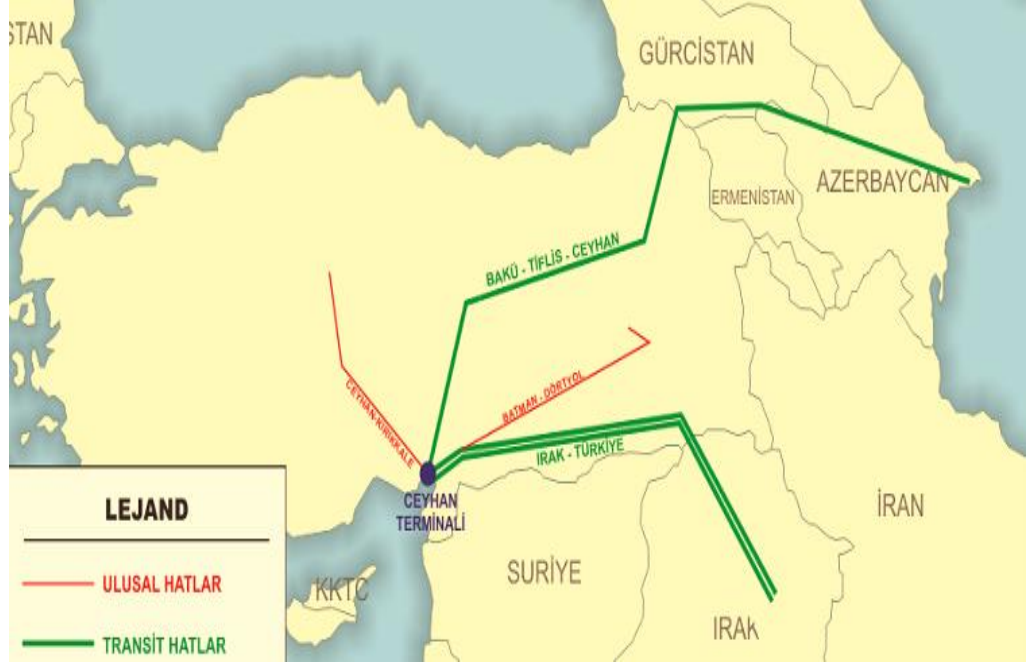 STAN
GÜRCİSTAN
ERMENİSTAN
AZERBAYCAN
BAKÜ - TİFLİS - CEYHAN
BATMAN - DÖRTYOL
CEYHAN-KIRIKKALE
IRAK - TÜRKİYE
CEYHAN
TERMİNALİ
İRAN
SURİYE
KKTC
IRAK
LEJAND
ULUSAL HATLAR
TRANSİT HATLAR